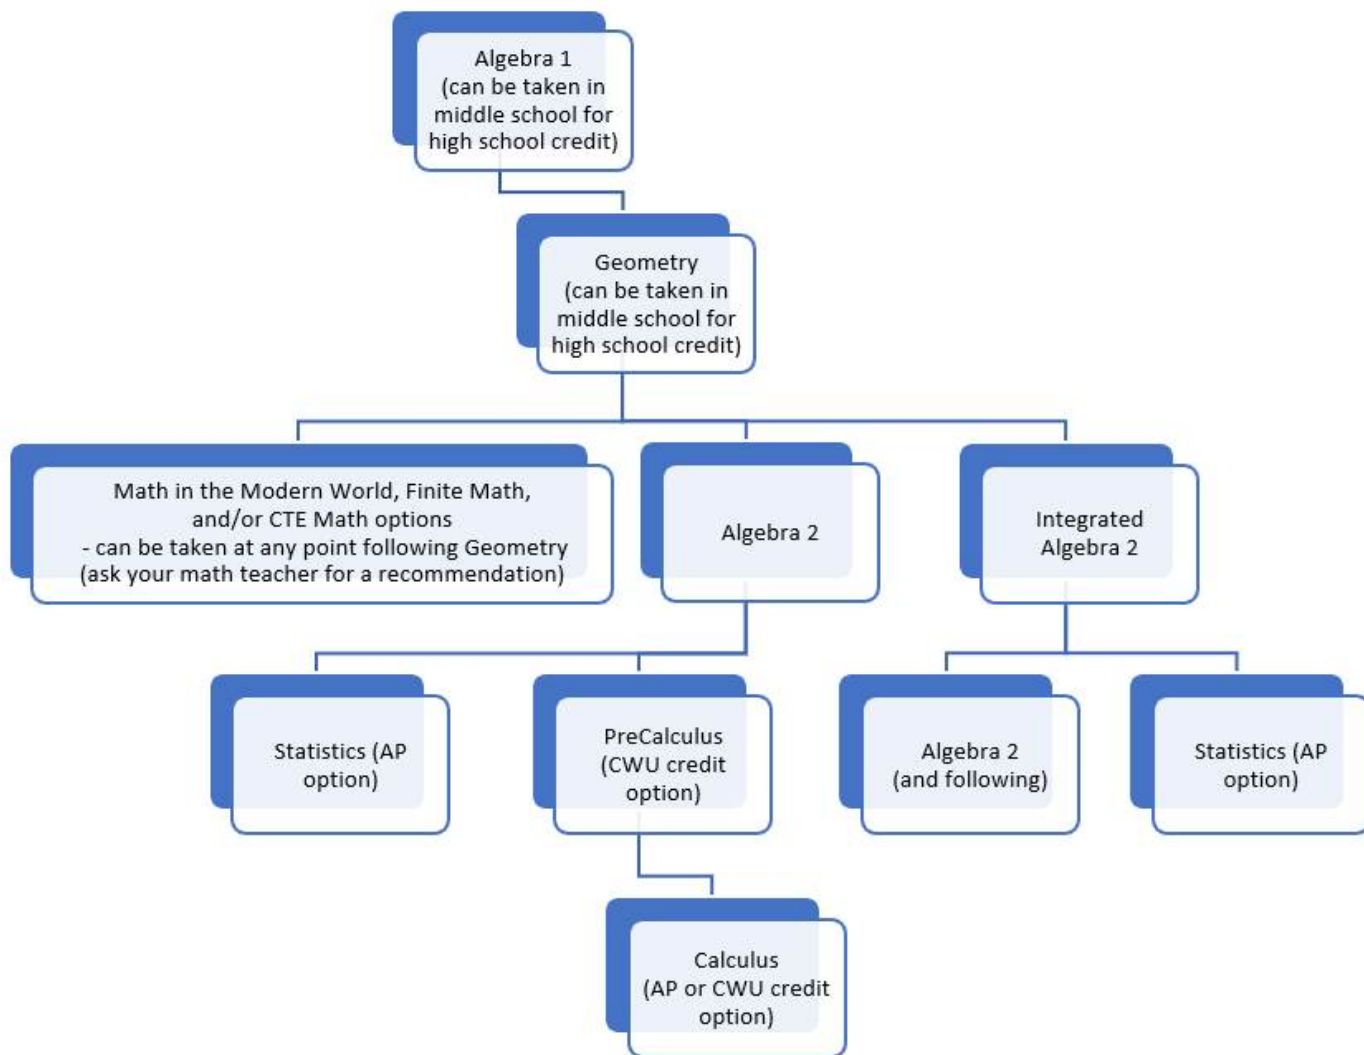 Algebra 1
(can be taken in
middle school for
high school credit)
Geometry
(can be taken in
middle school for
high school credit)
Math in the Modern World, Finite Math,
and/or CTE Math options
- can be taken at any point following Geometry
(ask your math teacher for a recommendation)
Algebra 2
Integrated
Algebra 2
Statistics (AP
option)
PreCalculus
(CWU credit
option)
Algebra 2
(and following)
Statistics (AP
option)
Calculus
(AP or CWU credit
option)